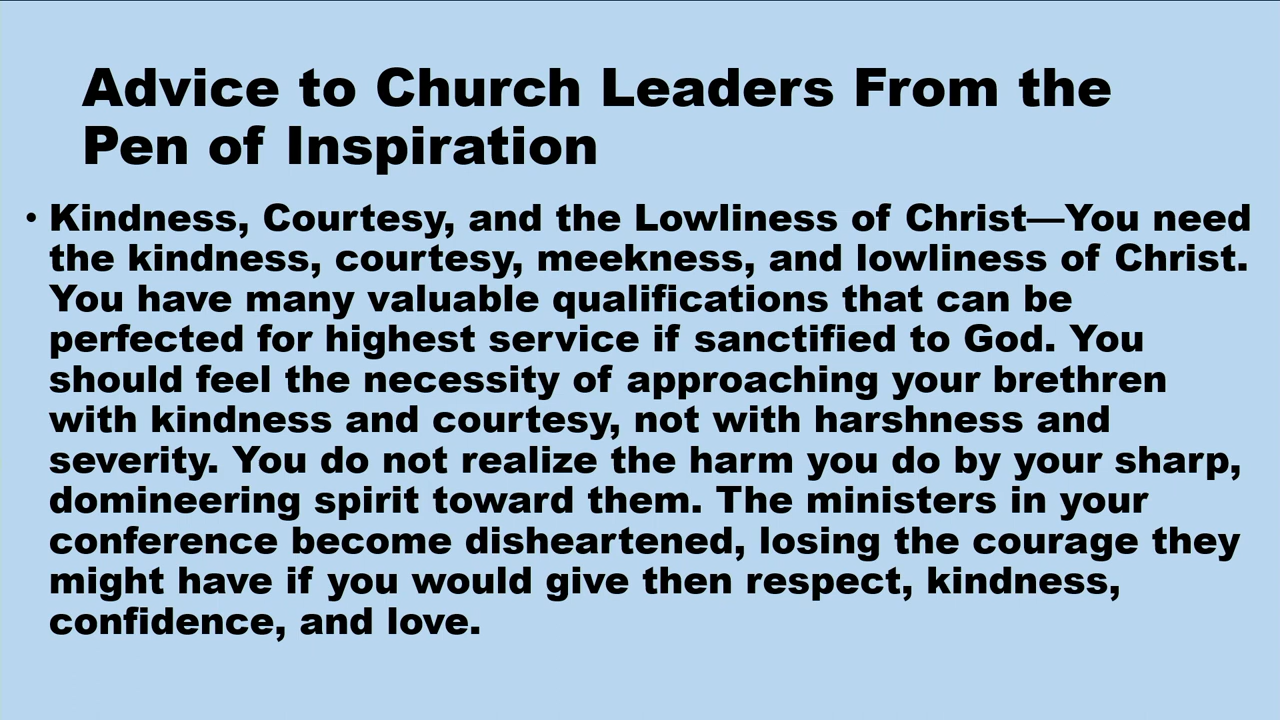 Advice to Church Leaders From the
Pen of Inspiration
• Kindness, Courtesy, and the Lowliness of Christ—You need
the kindness, courtesy, meekness, and lowliness of Christ.
You have many valuable qualifications that can be
perfected for highest service if sanctified to God. You
should feel the necessity of approaching your brethren
with kindness and courtesy, not with harshness and
severity. You do not realize the harm you do by your sharp,
domineering spirit toward them. The ministers in your
conference become disheartened, losing the courage they
might have if you would give then respect, kindness,
confidence, and love.